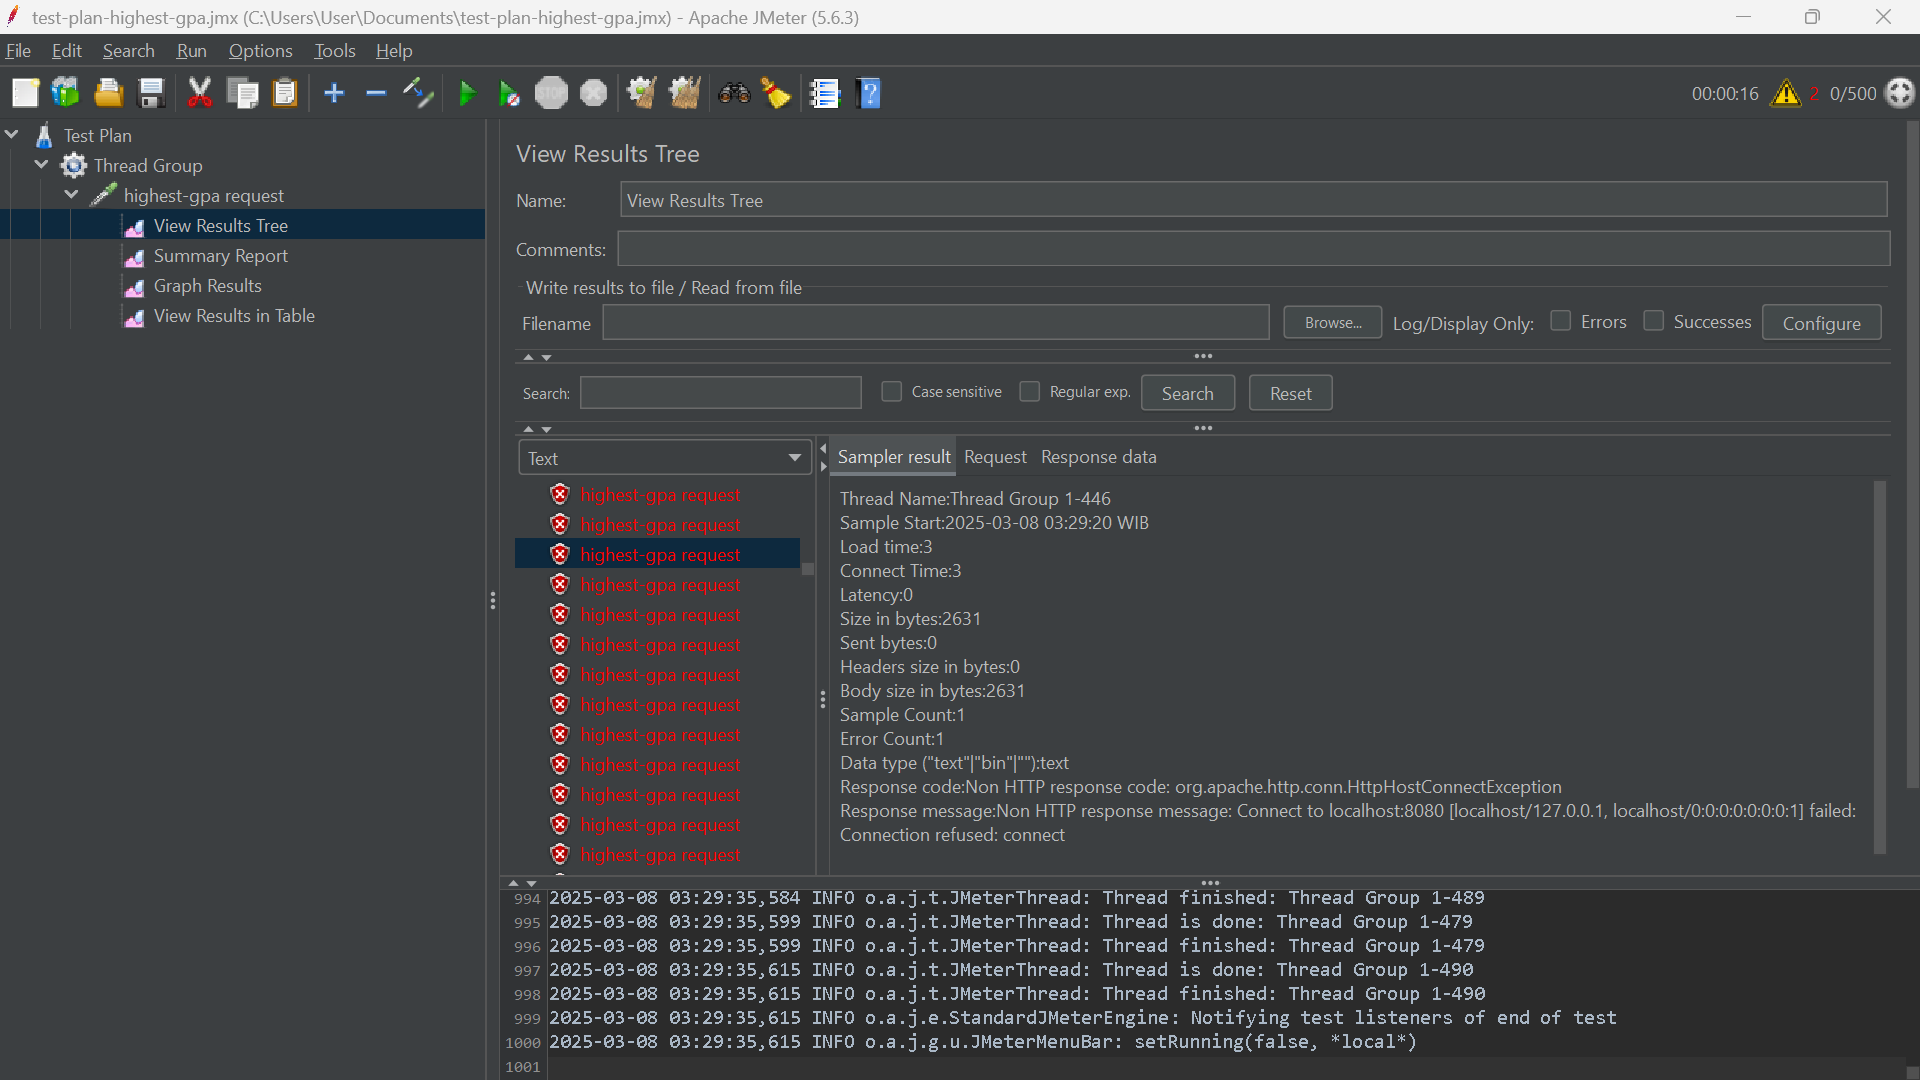 test-plan-highest-gpa.jmx (C:\Users\User\Documents\test-plan-highest-gpa.jmx) - Apache JMeter (5.6.3)
File Edit Search Run Options Tools Help
STOP
?
00:00:16 2 0/500
Test Plan
Thread Group
highest-gpa request
View Results Tree
Summary Report
Graph Results
View Results in Table
View Results Tree
Name: View Results Tree
Comments:
Write results to file / Read from file
Filename Browse... Log/Display Only: Errors Successes Configure
Search: Case sensitive Regular exp. Search Reset
Text
highest-gpa request
highest-gpa request
highest-gpa request
highest-gpa request
highest-gpa request
highest-gpa request
highest-gpa request
highest-gpa request
highest-gpa request
highest-gpa request
highest-gpa request
highest-gpa request
highest-gpa request
Sampler result Request Response data
Thread Name:Thread Group 1-446
Sample Start:2025-03-08 03:29:20 WIB
Load time:3
Connect Time:3
Latency:0
Size in bytes:2631
Sent bytes:0
Headers size in bytes:0
Body size in bytes:2631
Sample Count:1
Error Count:1
Data type ("text"|"bin"|""):text
Response code:Non HTTP response code: org.apache.http.conn.HttpHostConnectException
Response message:Non HTTP response message: Connect to localhost:8080 [localhost/127.0.0.1, localhost/0:0:0:0:0:0:0:1] failed:
Connection refused: connect
994 2025-03-08 03:29:35,584 INFO o.a.j.t.JMeterThread: Thread finished: Thread Group 1-489
995 2025-03-08 03:29:35,599 INFO o.a.j.t.JMeterThread: Thread is done: Thread Group 1-479
996 2025-03-08 03:29:35,599 INFO o.a.j.t.JMeterThread: Thread finished: Thread Group 1-479
997 2025-03-08 03:29:35,615 INFO o.a.j.t.JMeterThread: Thread is done: Thread Group 1-490
998 2025-03-08 03:29:35,615 INFO o.a.j.t.JMeterThread: Thread finished: Thread Group 1-490
999 2025-03-08 03:29:35,615 INFO o.a.j.e.StandardJMeterEngine: Notifying test listeners of end of test
1000 2025-03-08 03:29:35,615 INFO o.a.j.g.u.JMeterMenuBar: setRunning(false, *local*)
1001